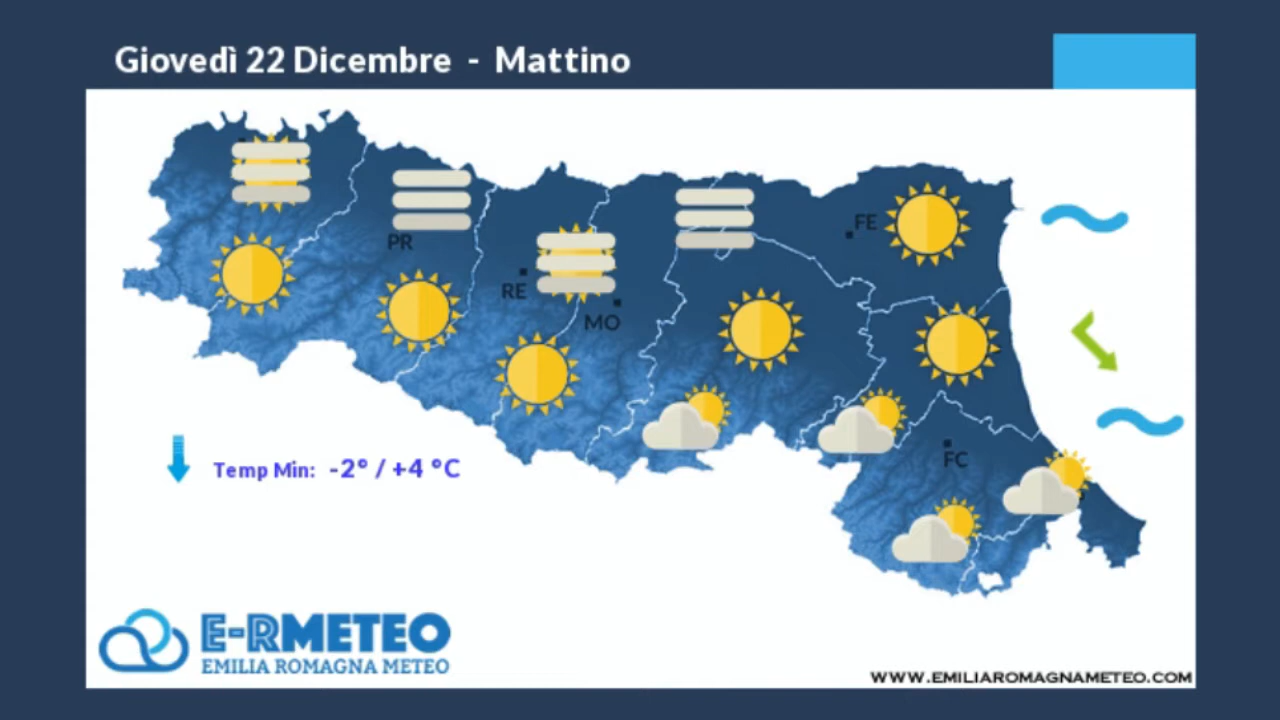 Giovedì 22 Dicembre - Mattino
FE
PR
RE
MO
FC
Temp Min: -2° / +4 °C
E-RMETEO
EMILIA ROMAGNA METEO
WWW.EMILIAROMAGNAMETEO.COM